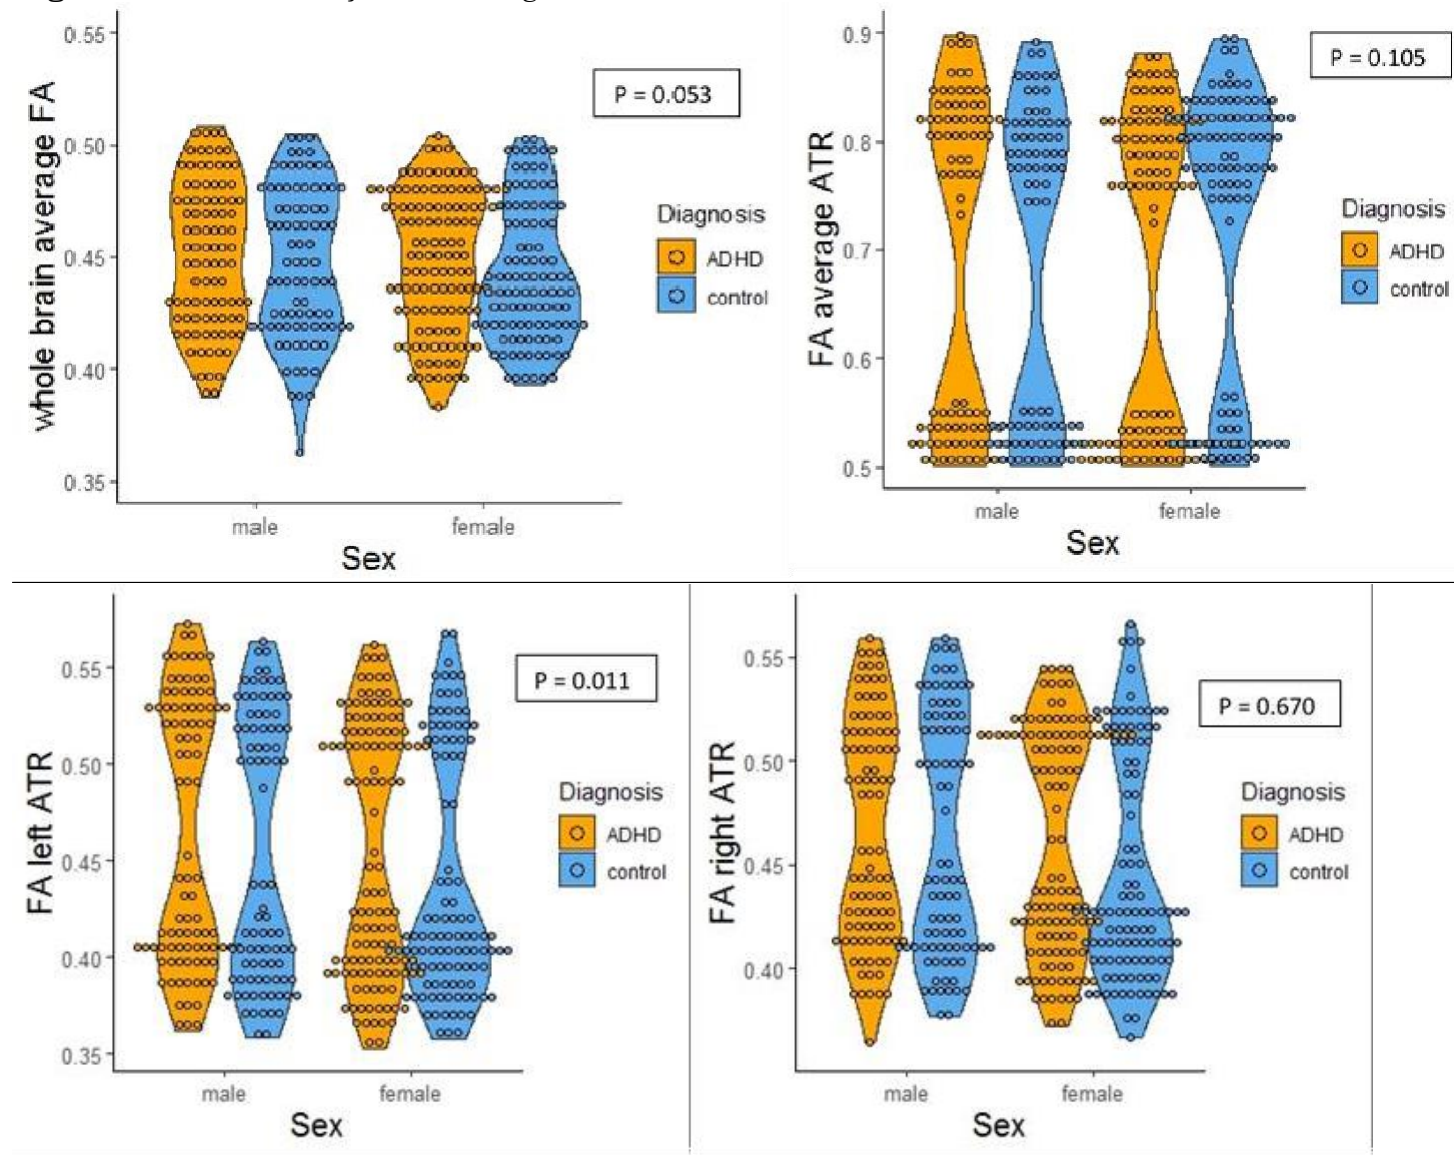 0.55
0.50
0.45
0.40
0.35
whole brain average FA
P = 0.053
Diagnosis
ADHD
control
male
female
Sex
0.9
0.8
0.7
0.6
0.5
FA average ATR
P = 0.105
Diagnosis
ADHD
control
male
female
Sex
0.55
0.50
0.45
0.40
0.35
FA left ATR
P = 0.011
Diagnosis
ADHD
control
male
female
Sex
0.55
0.50
0.45
0.40
FA right ATR
P = 0.670
Diagnosis
ADHD
control
male
female
Sex